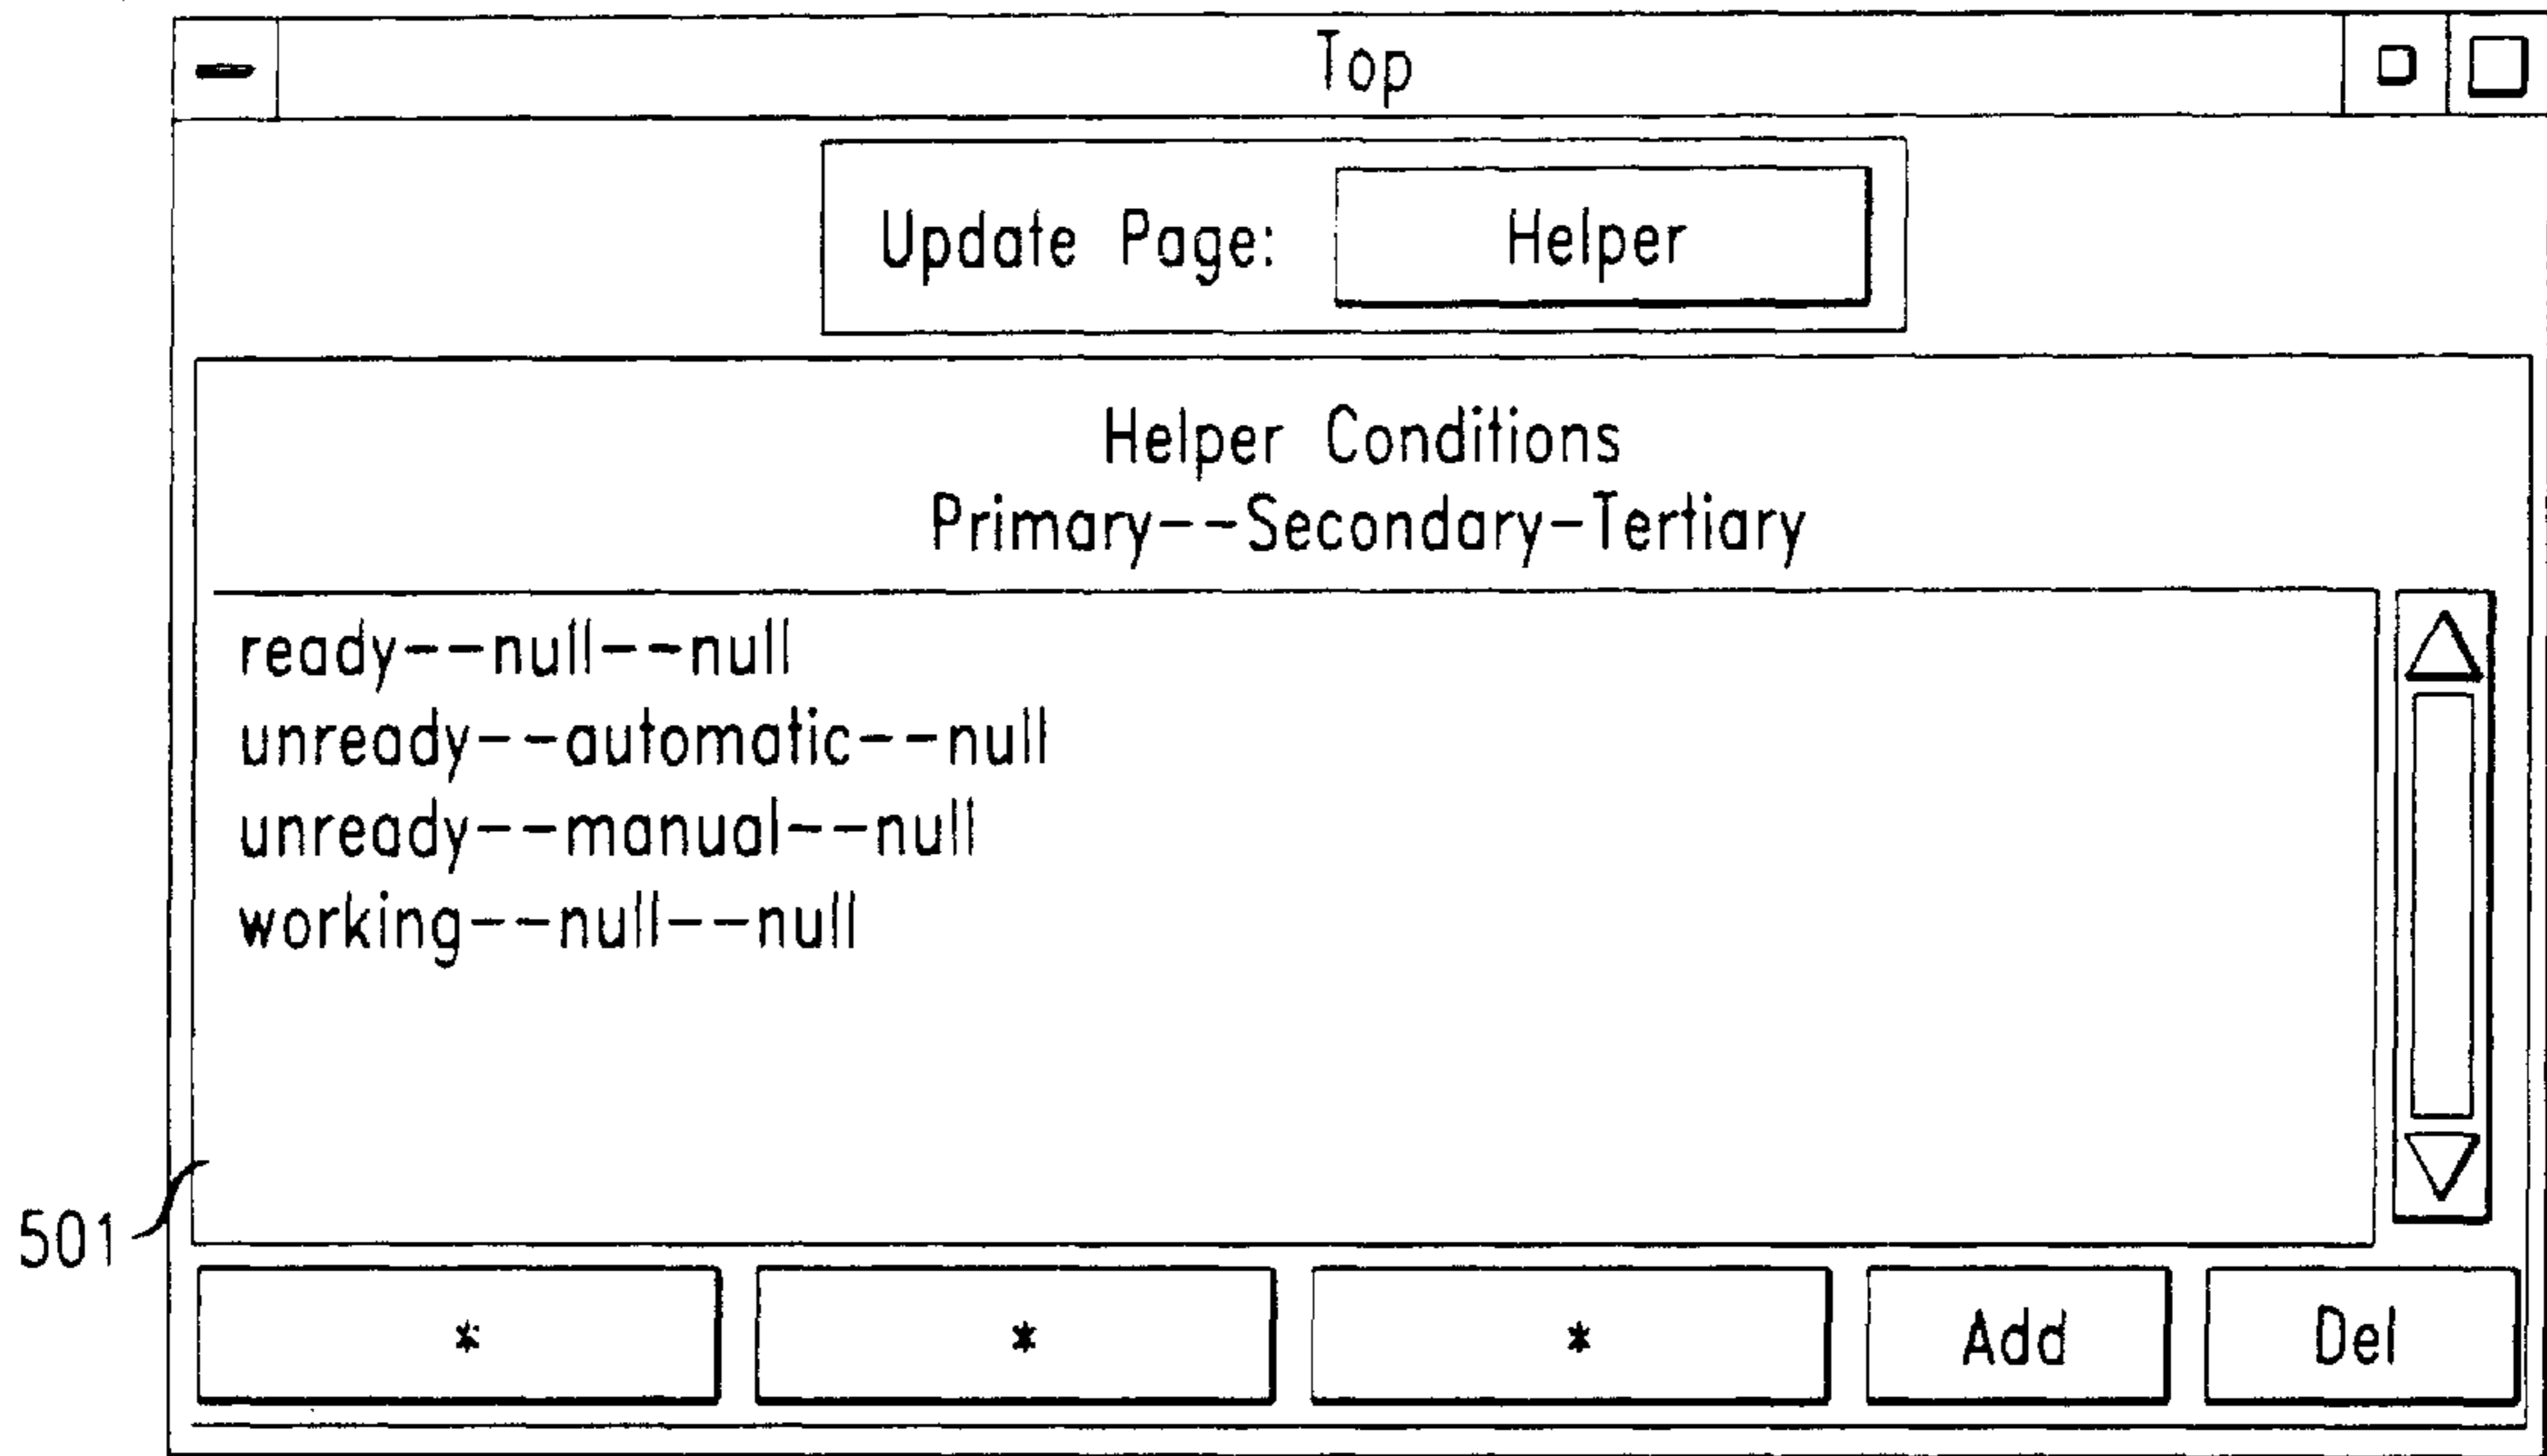 Top
Update Page: Helper
Helper Conditions
Primary--Secondary-Tertiary
ready--null--null
unready--automatic--null
unready--manual--null
working--null--null
501
* * * Add Del